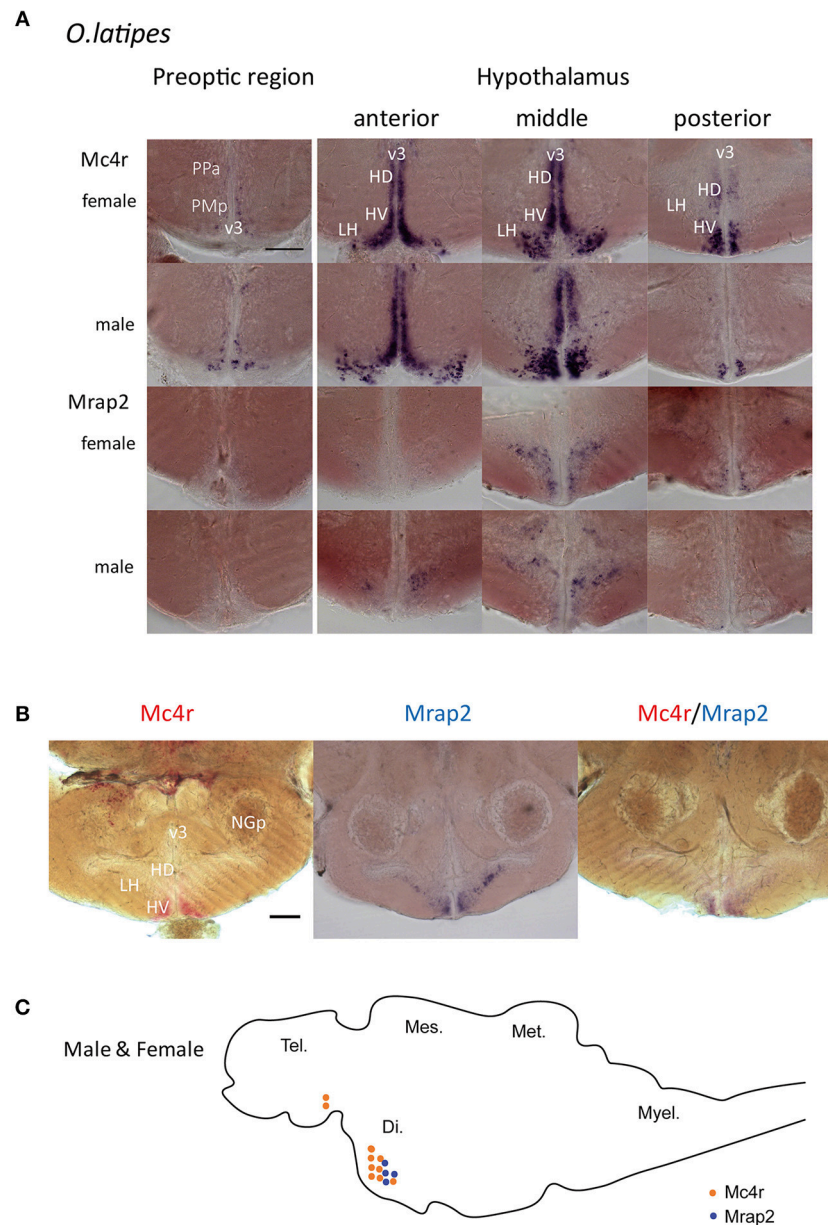 A
O.latipes
Preoptic region Hypothalamus
anterior middle posterior
Mc4r
female
PPa
PMp
v3
v3
HD
HV
LH
v3
HD
HV
LH
v3
HD
LH
HV
male
Mrap2
female
male
B
Mc4r Mrap2 Mc4r/Mrap2
v3
NGp
HD
LH
HV
C
Male & Female
Tel.
Mes.
Met.
Di.
Myel.
Mc4r
Mrap2